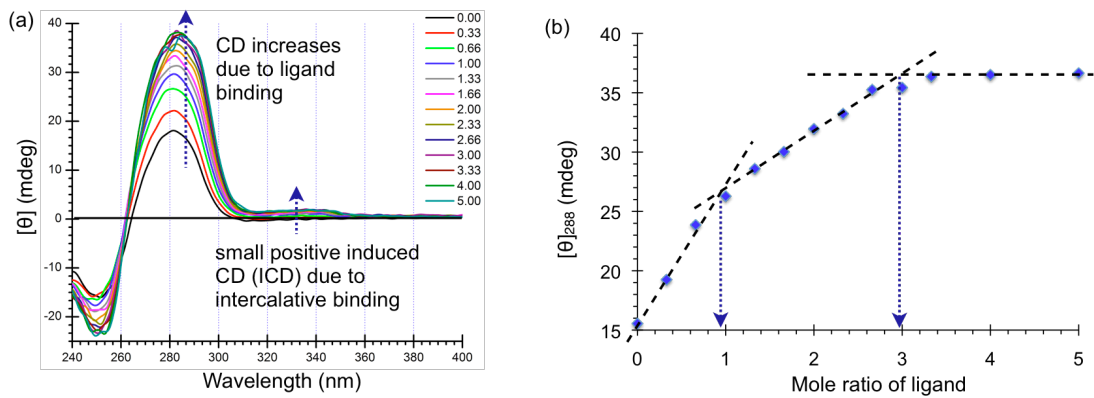 (a)
40
30
20
10
0
-10
-20
[θ] (mdeg)
CD increases
due to ligand
binding
small positive induced
CD (ICD) due to
intercalative binding
0.00
0.33
0.66
1.00
1.33
1.66
2.00
2.33
2.66
3.00
3.33
4.00
5.00
240 260 280 300 320 340 360 380 400
Wavelength (nm)
(b)
40
35
30
25
20
15
[θ]288 (mdeg)
0 1 2 3 4 5
Mole ratio of ligand